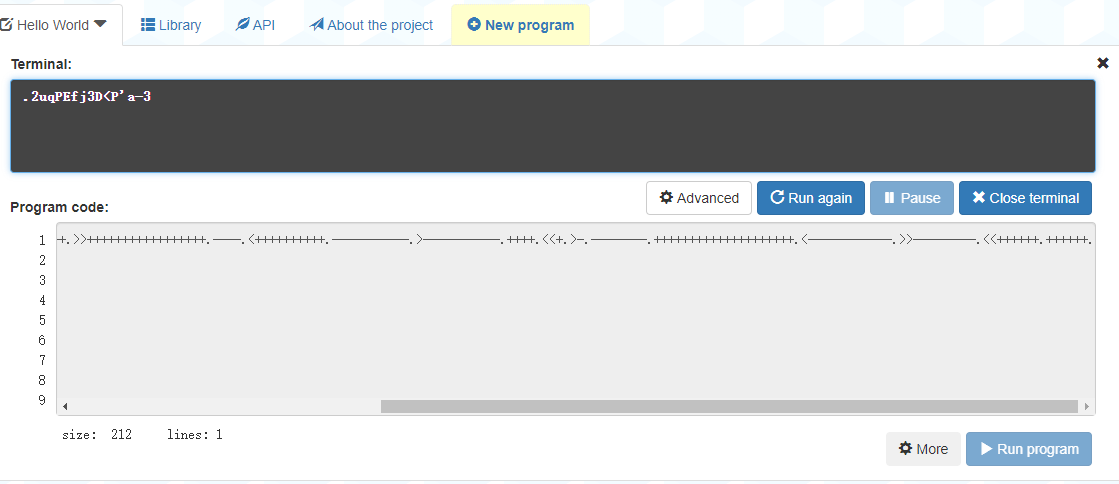 Hello World
Library
API
About the project
New program
Terminal:
.2uqPEfj3D<P'a-3
Advanced
Run again
Pause
Close terminal
Program code:
1
2
3
4
5
6
7
8
9
size: 212 lines: 1
More
Run program